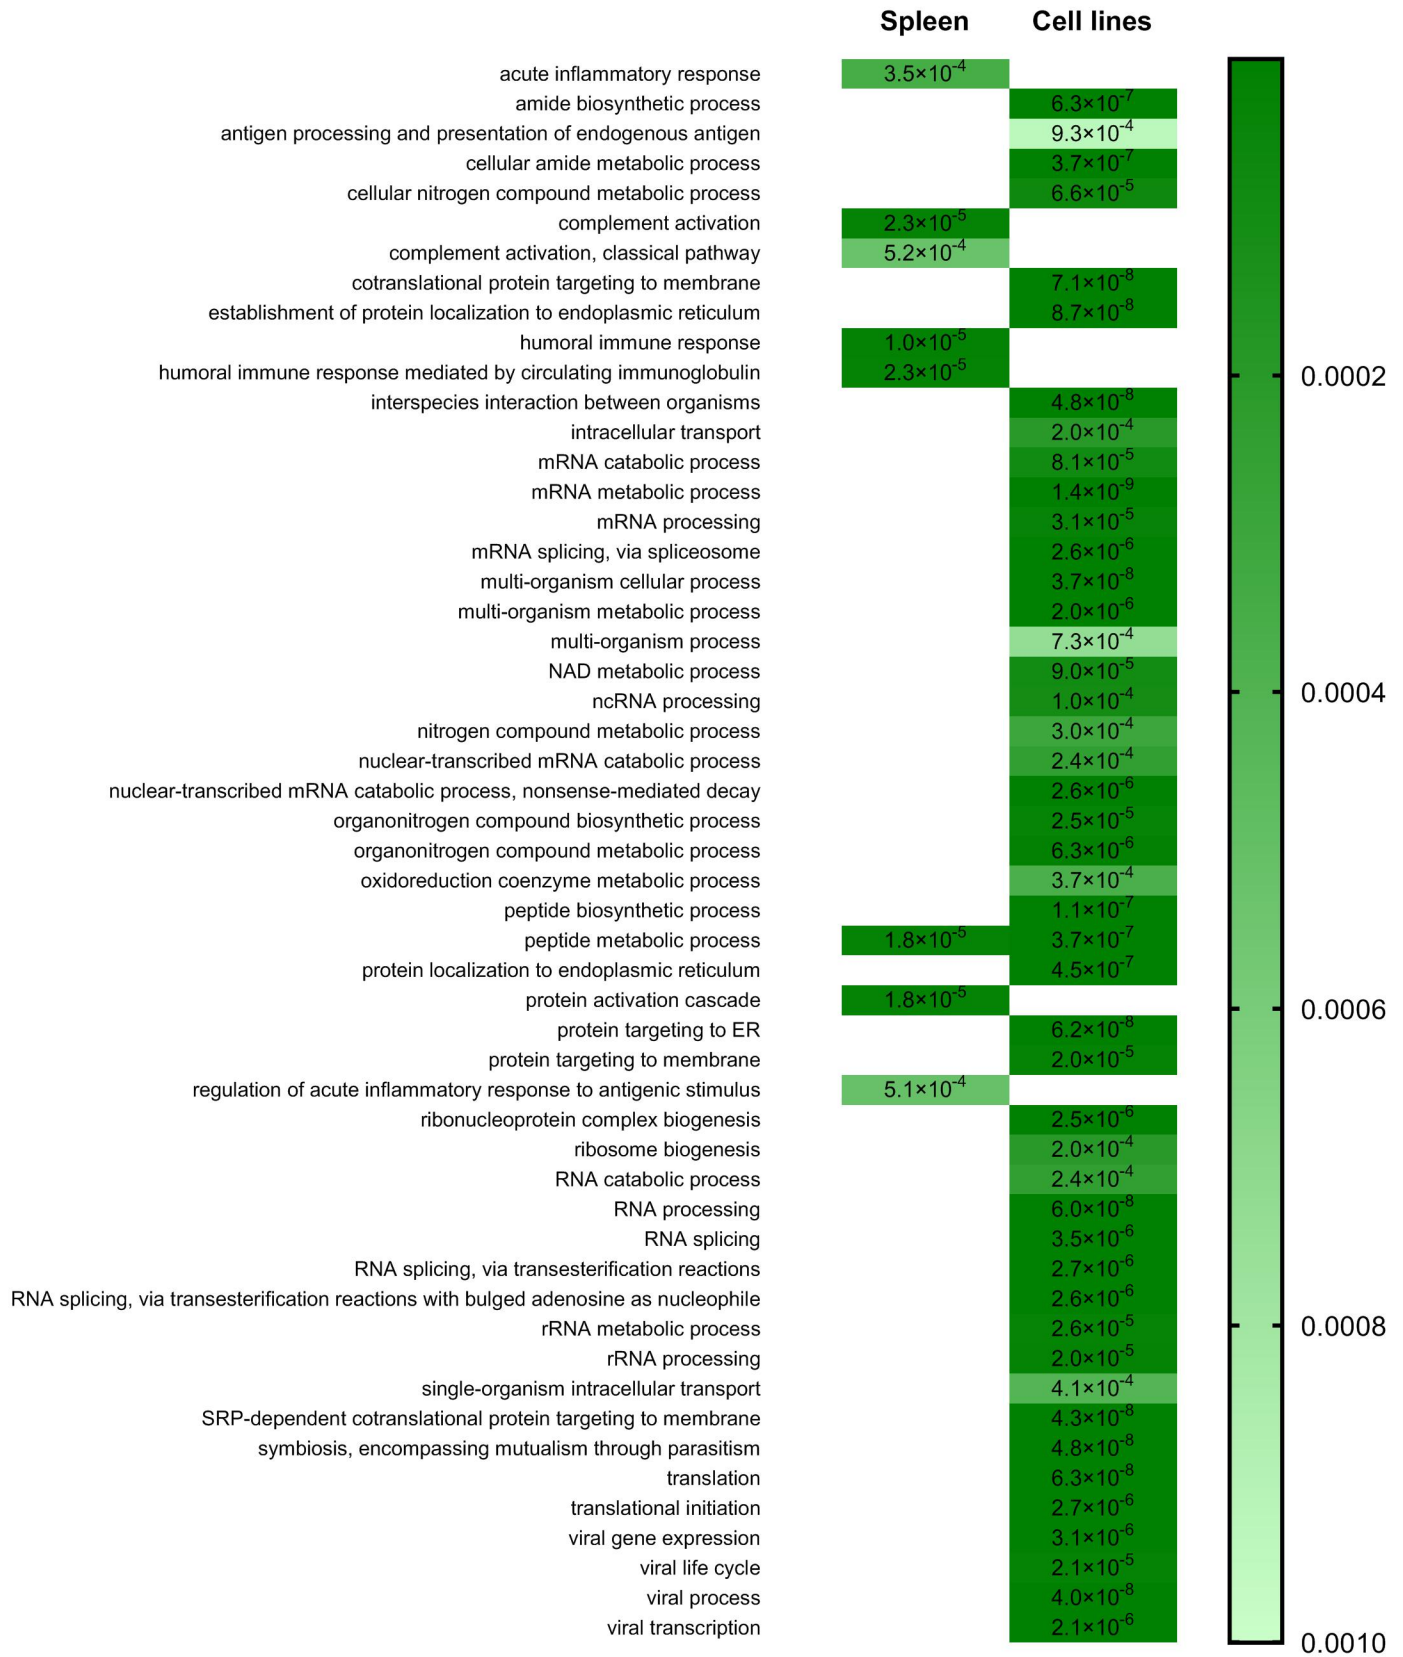 Spleen Cell lines
acute inflammatory response 3.5×10⁻⁴
amide biosynthetic process 6.3×10⁻⁷
antigen processing and presentation of endogenous antigen 9.3×10⁻⁴
cellular amide metabolic process 3.7×10⁻⁷
cellular nitrogen compound metabolic process 6.6×10⁻⁵
complement activation 2.3×10⁻⁵
complement activation, classical pathway 5.2×10⁻⁴
cotranslational protein targeting to membrane 7.1×10⁻⁸
establishment of protein localization to endoplasmic reticulum 8.7×10⁻⁸
humoral immune response 1.0×10⁻⁵
humoral immune response mediated by circulating immunoglobulin 2.3×10⁻⁵
0.0002
interspecies interaction between organisms 4.8×10⁻⁸
intracellular transport 2.0×10⁻⁴
mRNA catabolic process 8.1×10⁻⁵
mRNA metabolic process 1.4×10⁻⁹
mRNA processing 3.1×10⁻⁵
mRNA splicing, via spliceosome 2.6×10⁻⁶
multi-organism cellular process 3.7×10⁻⁸
multi-organism metabolic process 2.0×10⁻⁶
multi-organism process 7.3×10⁻⁴
NAD metabolic process 9.0×10⁻⁵
0.0004
ncRNA processing 1.0×10⁻⁴
nitrogen compound metabolic process 3.0×10⁻⁴
nuclear-transcribed mRNA catabolic process 2.4×10⁻⁴
nuclear-transcribed mRNA catabolic process, nonsense-mediated decay 2.6×10⁻⁶
organonitrogen compound biosynthetic process 2.5×10⁻⁵
organonitrogen compound metabolic process 6.3×10⁻⁶
oxidoreduction coenzyme metabolic process 3.7×10⁻⁴
peptide biosynthetic process 1.1×10⁻⁷
peptide metabolic process 1.8×10⁻⁵ 3.7×10⁻⁷
protein localization to endoplasmic reticulum 4.5×10⁻⁷
protein activation cascade 1.8×10⁻⁵
0.0006
protein targeting to ER 6.2×10⁻⁸
protein targeting to membrane 2.0×10⁻⁵
regulation of acute inflammatory response to antigenic stimulus 5.1×10⁻⁴
ribonucleoprotein complex biogenesis 2.5×10⁻⁶
ribosome biogenesis 2.0×10⁻⁴
RNA catabolic process 2.4×10⁻⁴
RNA processing 6.0×10⁻⁸
RNA splicing 3.5×10⁻⁶
RNA splicing, via transesterification reactions 2.7×10⁻⁶
RNA splicing, via transesterification reactions with bulged adenosine as nucleophile 2.6×10⁻⁶
rRNA metabolic process 2.6×10⁻⁵
0.0008
rRNA processing 2.0×10⁻⁵
single-organism intracellular transport 4.1×10⁻⁴
SRP-dependent cotranslational protein targeting to membrane 4.3×10⁻⁸
symbiosis, encompassing mutualism through parasitism 4.8×10⁻⁸
translation 6.3×10⁻⁸
translational initiation 2.7×10⁻⁶
viral gene expression 3.1×10⁻⁶
viral life cycle 2.1×10⁻⁵
viral process 4.0×10⁻⁸
viral transcription 2.1×10⁻⁶
0.0010